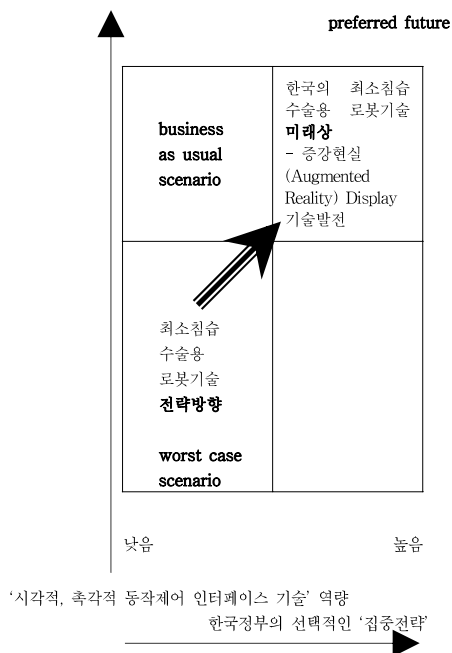 preferred future
business
as usual
scenario
한국의 최소침습
수술용 로봇기술
미래상
- 증강현실
(Augmented
Reality) Display
기술발전
최소침습
수술용
로봇기술
전략방향
worst case
scenario
낮음 높음
'시각적, 촉각적 동작제어 인터페이스 기술' 역량
한국정부의 선택적인 '집중전략'